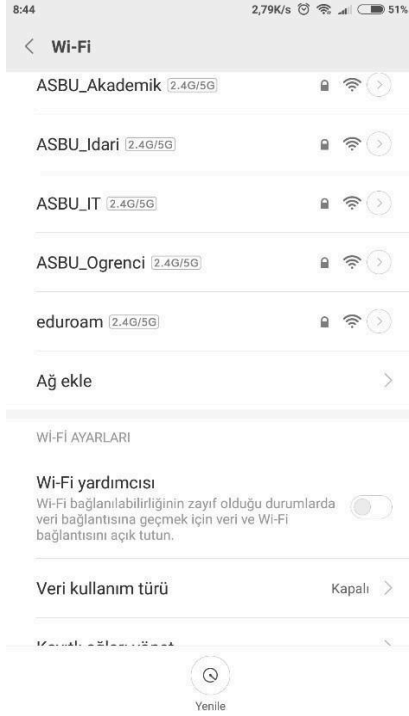 8:44 2,79K/s 51%
Wi-Fi
ASBU_Akademik 2.4G/5G
ASBU_Idari 2.4G/5G
ASBU_IT 2.4G/5G
ASBU_Ogrenci 2.4G/5G
eduroam 2.4G/5G
Ağ ekle
Wİ-Fİ AYARLARI
Wi-Fi yardımcısı
Wi-Fi bağlanılabilirliğinin zayıf olduğu durumlarda
veri bağlantısına geçmek için veri ve Wi-Fi
bağlantısını açık tutun.
Veri kullanım türü Kapalı
Kayıtlı ağları yönet
Yenile